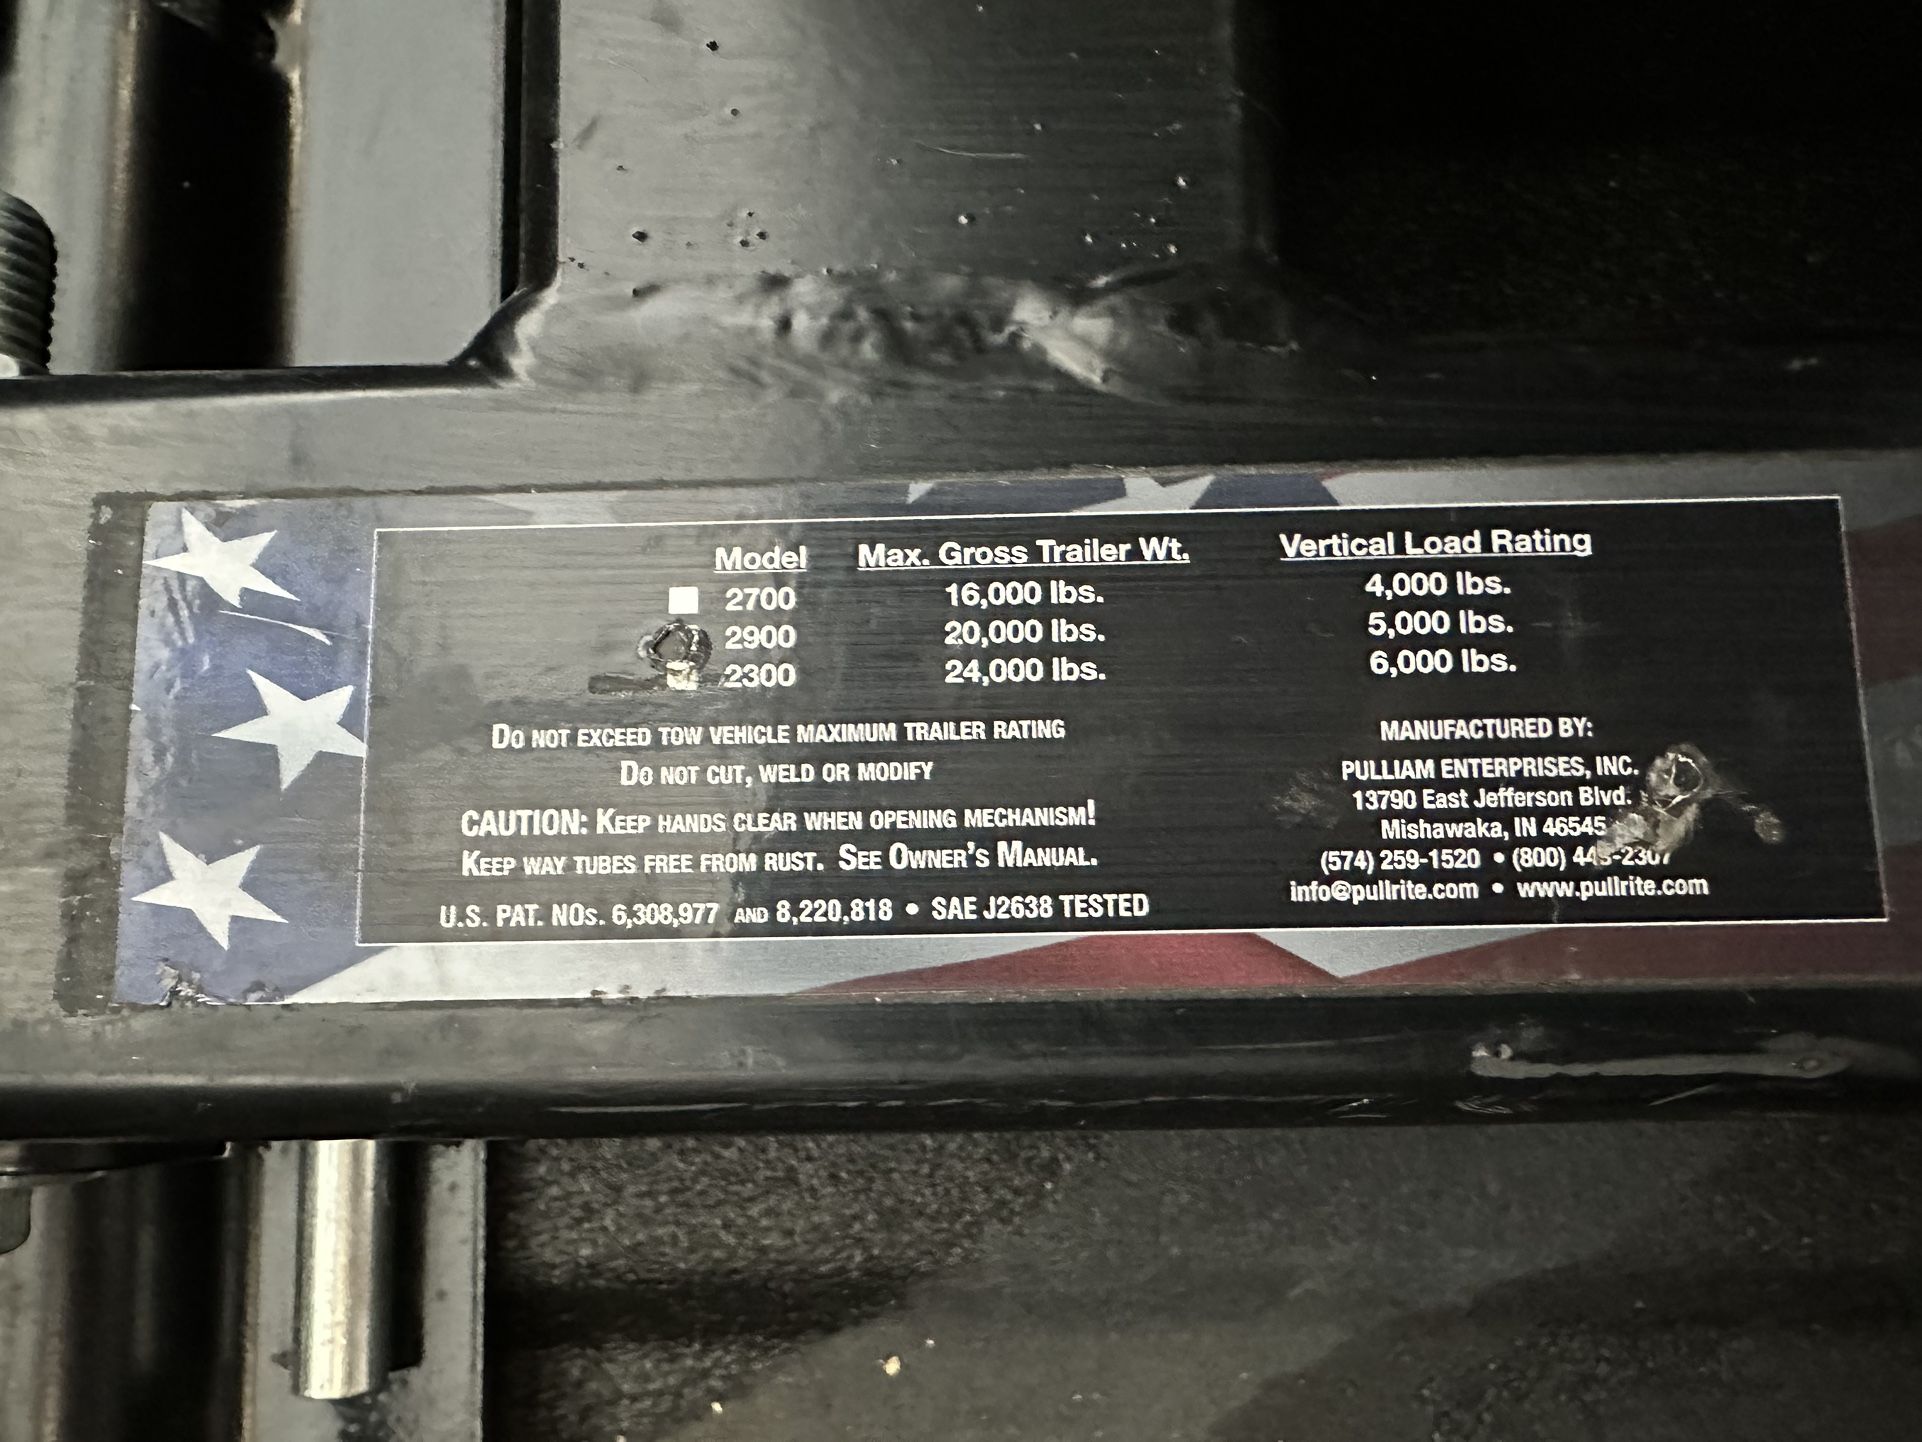 Model Max. Gross Trailer Wt. Vertical Load Rating
2700 16,000 lbs. 4,000 lbs.
2900 20,000 lbs. 5,000 lbs.
2300 24,000 lbs. 6,000 lbs.
DO NOT EXCEED TOW VEHICLE MAXIMUM TRAILER RATING
DO NOT CUT, WELD OR MODIFY
CAUTION: KEEP HANDS CLEAR WHEN OPENING MECHANISM!
KEEP WAY TUBES FREE FROM RUST. SEE OWNER'S MANUAL.
U.S. PAT. NOs. 6,308,977 AND 8,220,818 • SAE J2638 TESTED
MANUFACTURED BY:
PULLIAM ENTERPRISES, INC.
13790 East Jefferson Blvd.
Mishawaka, IN 46545
(574) 259-1520 • (800)
info@pullrite.com • www.pullrite.com